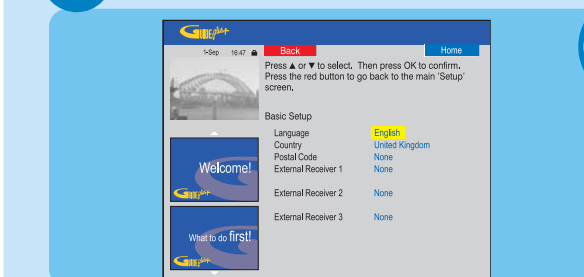 GUIDE Plus+
1-Sep 16:47 Back Home
Press ▲ or ▼ to select. Then press OK to confirm.
Press the red button to go back to the main 'Setup'
screen.
Basic Setup
Language English
Country United Kingdom
Postal Code None
External Receiver 1 None
External Receiver 2 None
External Receiver 3 None
Welcome!
GUIDE Plus+
What to do first!
GUIDE Plus+